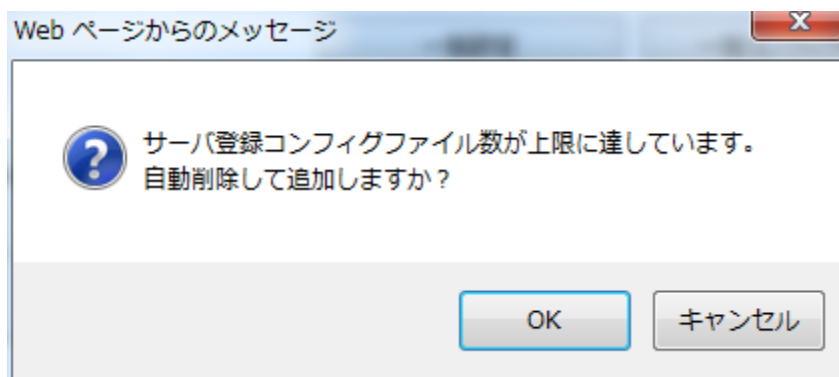 Web ページからのメッセージ
サーバ登録コンフィグファイル数が上限に達しています。
自動削除して追加しますか？
OK
キャンセル